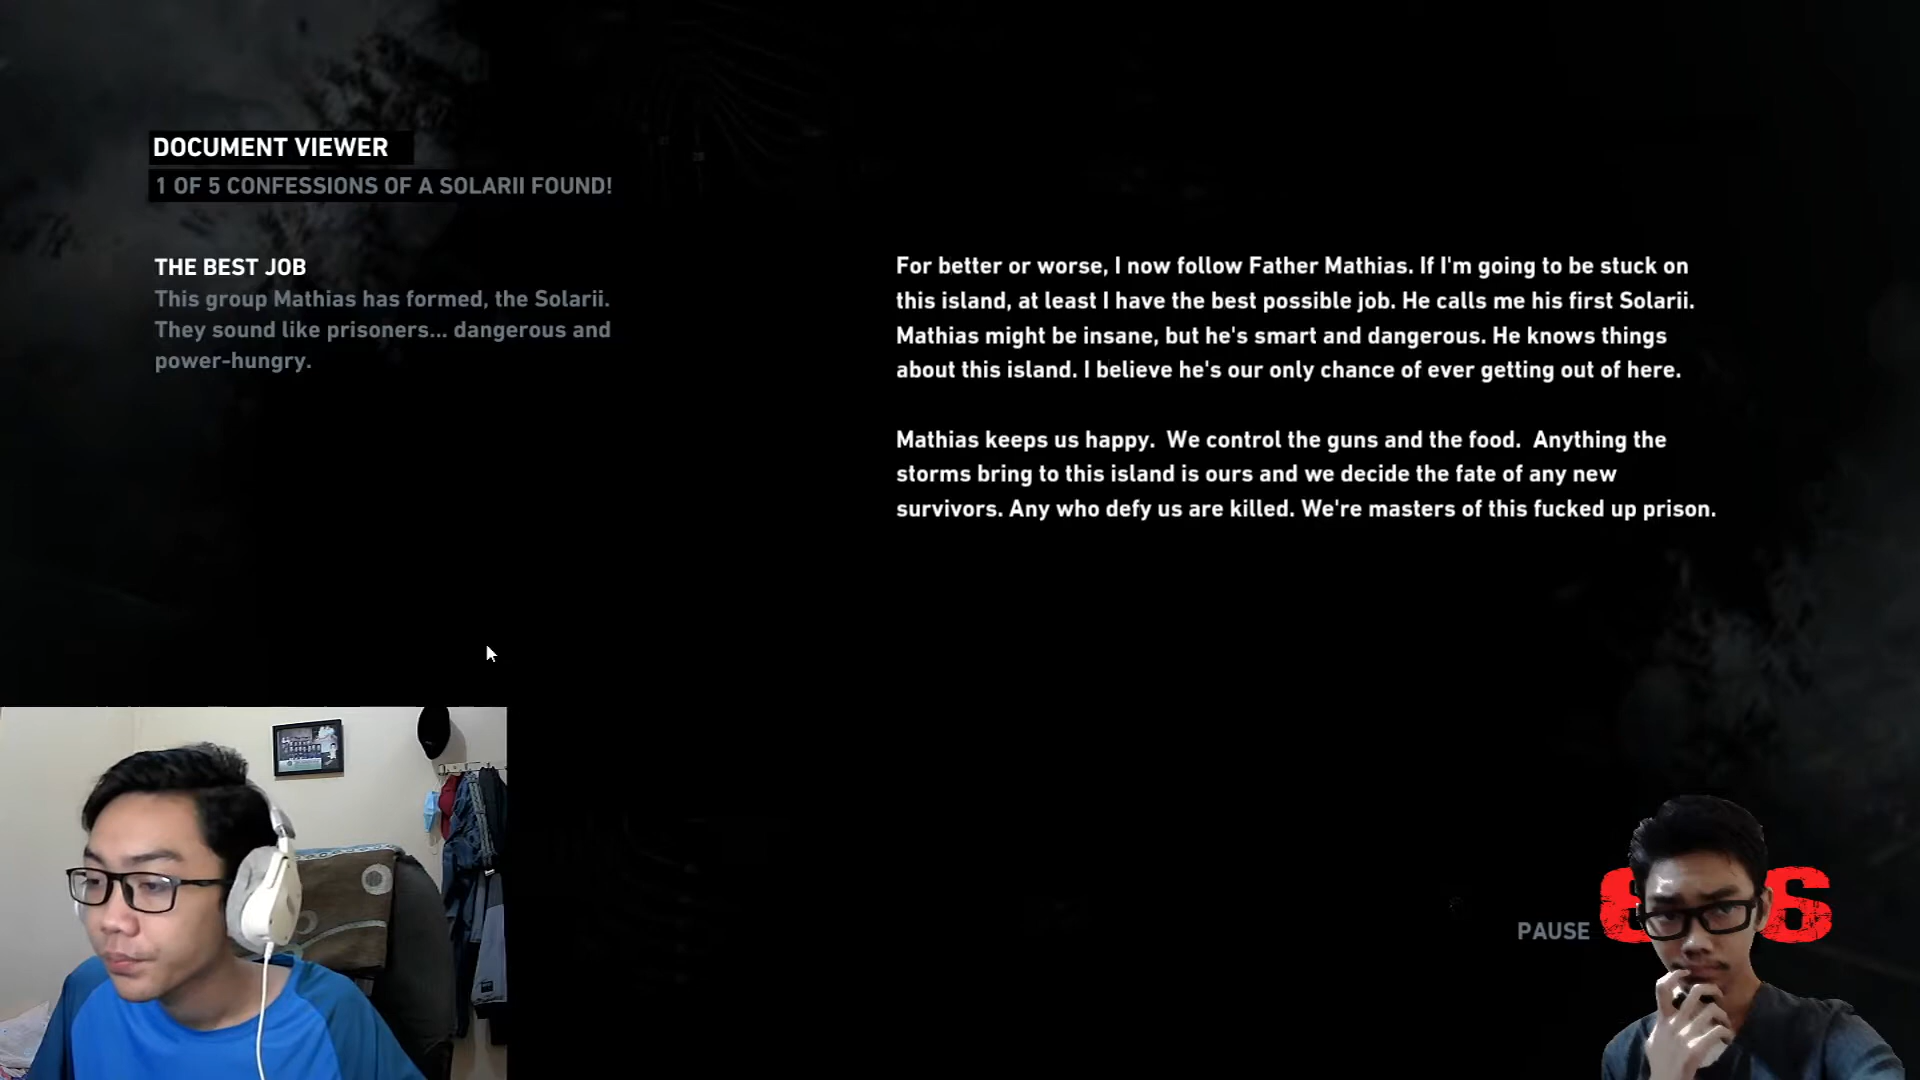 DOCUMENT VIEWER
1 OF 5 CONFESSIONS OF A SOLARII FOUND!
THE BEST JOB
This group Mathias has formed, the Solarii.
They sound like prisoners... dangerous and
power-hungry.
For better or worse, I now follow Father Mathias. If I'm going to be stuck on
this island, at least I have the best possible job. He calls me his first Solarii.
Mathias might be insane, but he's smart and dangerous. He knows things
about this island. I believe he's our only chance of ever getting out of here.
Mathias keeps us happy.  We control the guns and the food.  Anything the
storms bring to this island is ours and we decide the fate of any new
survivors. Any who defy us are killed. We're masters of this fucked up prison.
PAUSE